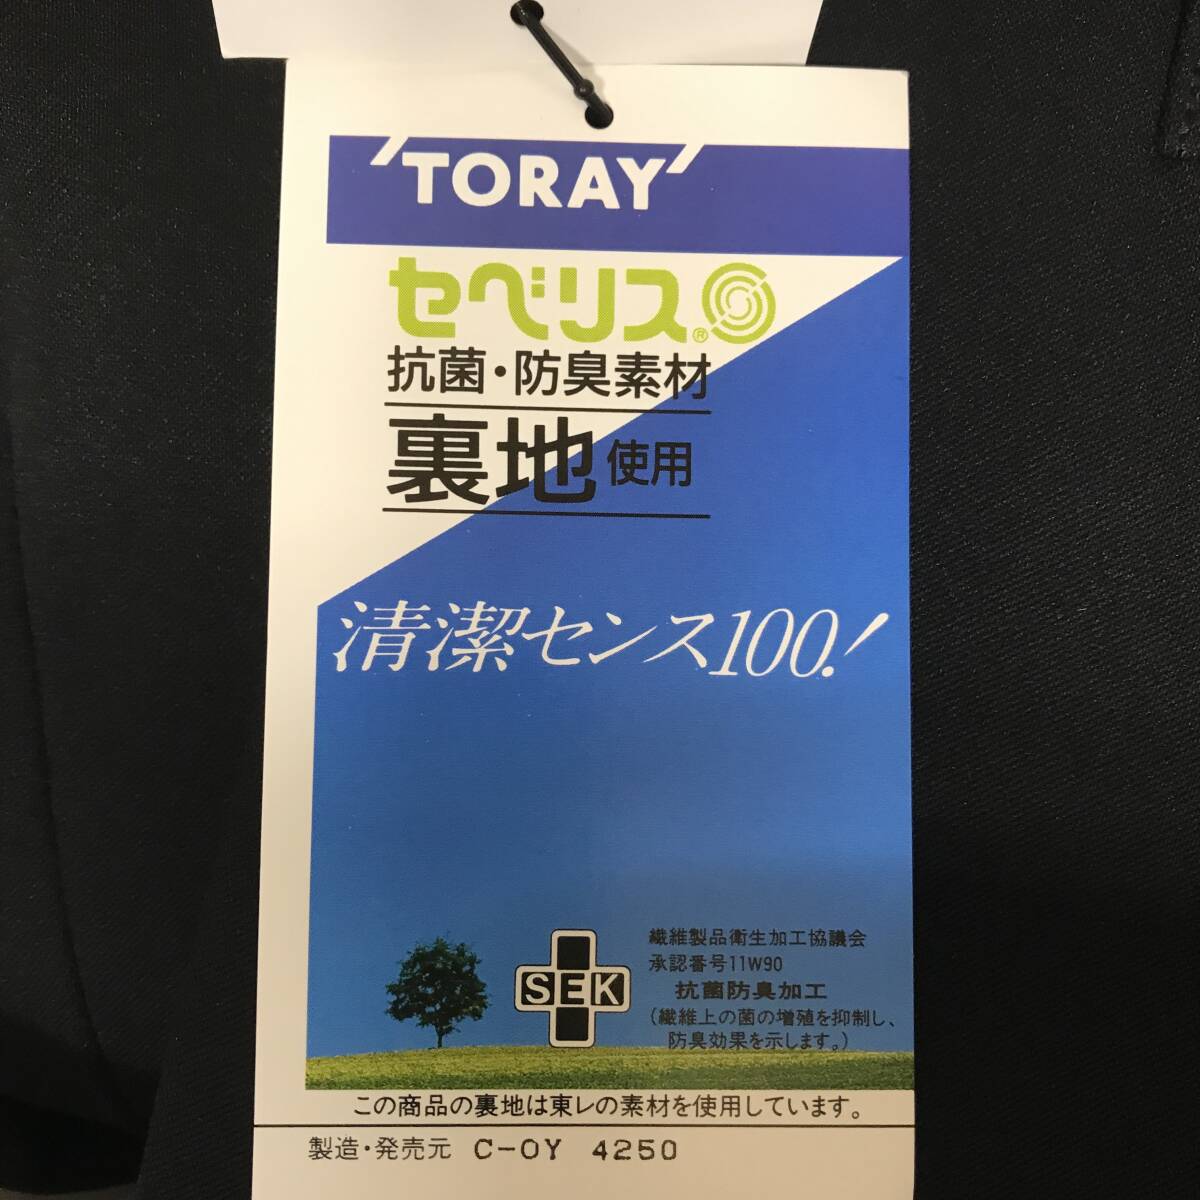 TORAY
セベリス®
抗菌・防臭素材
裏地使用
清潔センス100!
SEK
繊維製品衛生加工協議会
承認番号11W90
抗菌防臭加工
(繊維上の菌の増殖を抑制し、
防臭効果を示します。)
この商品の裏地は東レの素材を使用しています。
製造・発売元 C-OY 4250